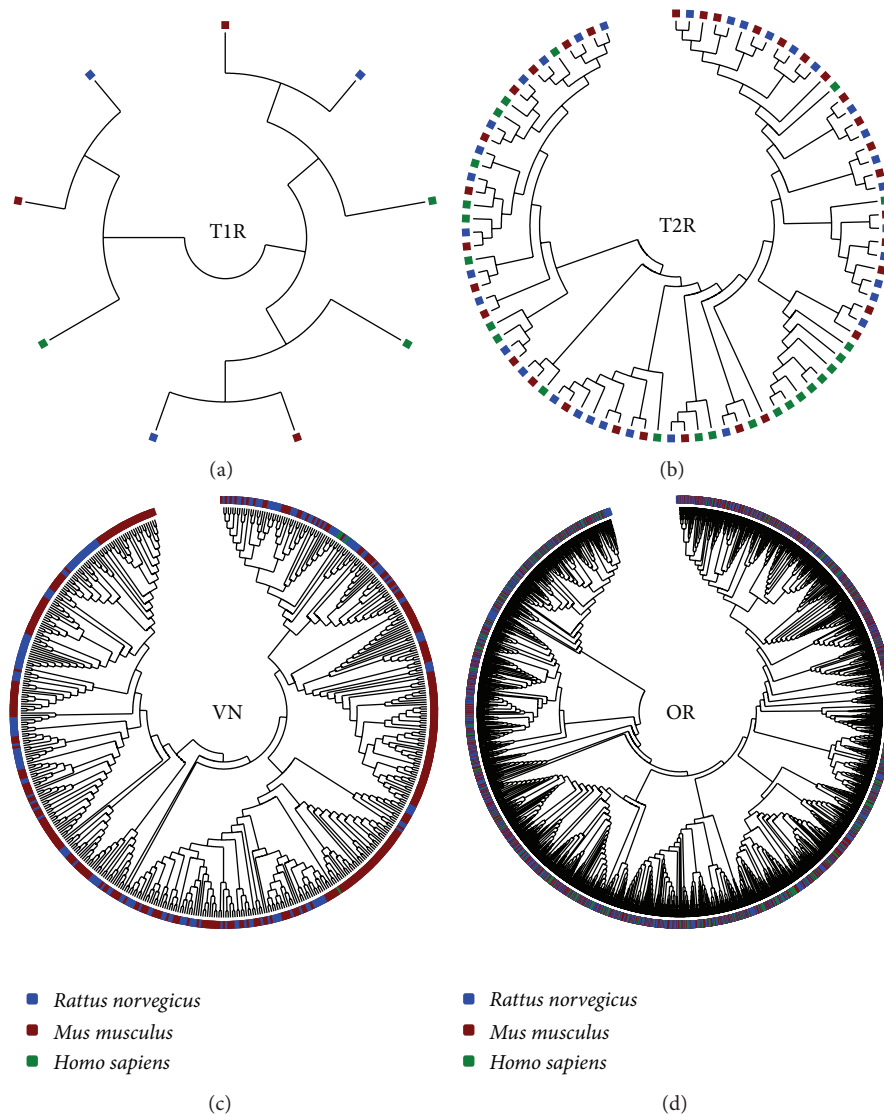 T1R
T2R
(a)
(b)
VN
OR
Rattus norvegicus
Mus musculus
Homo sapiens
Rattus norvegicus
Mus musculus
Homo sapiens
(c)
(d)